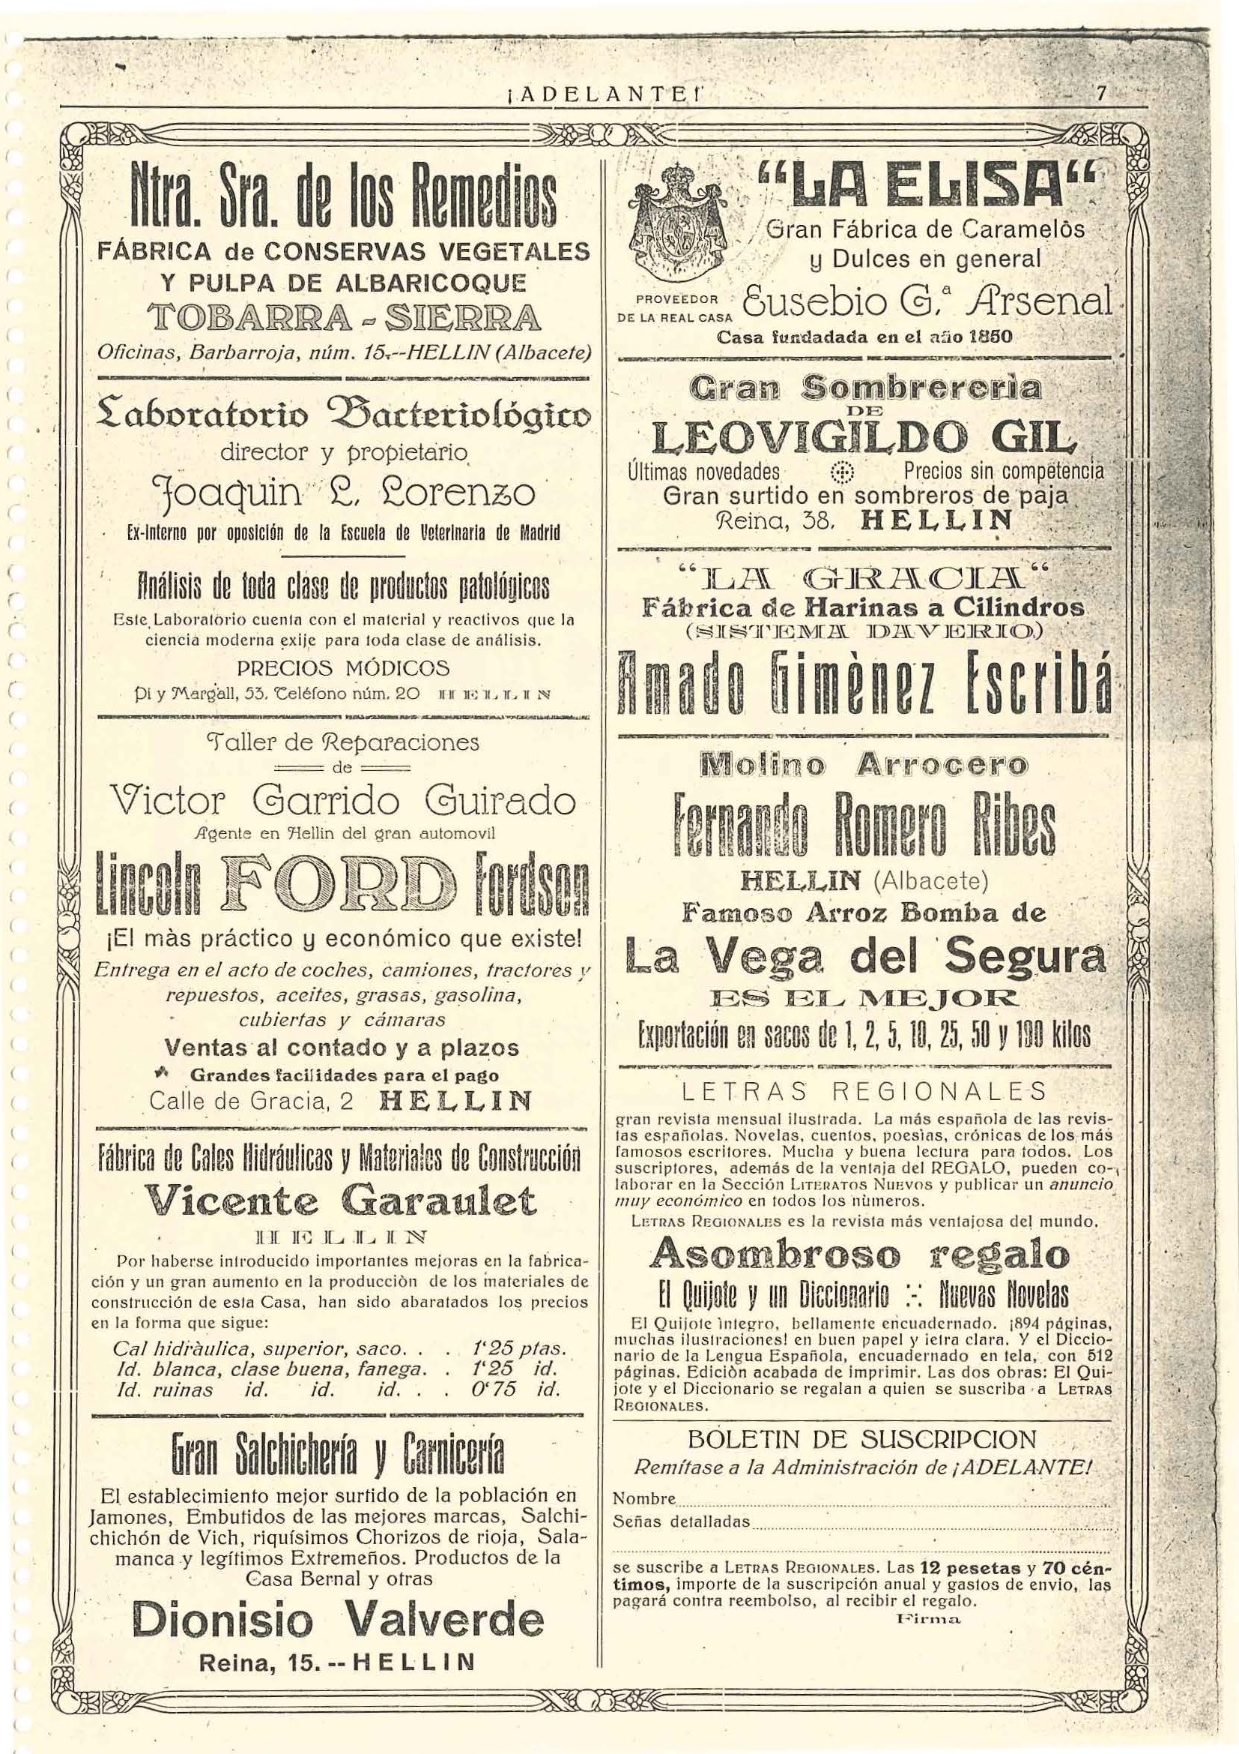 ¡ADELANTE!
7
Ntra. Sra. de los Remedios
FÁBRICA de CONSERVAS VEGETALES
Y PULPA DE ALBARICOQUE
TOBARRA - SIERRA
Oficinas, Barbarroja, núm. 15.--HELLIN (Albacete)
Laboratorio Bacteriológico
director y propietario
Joaquin L. Lorenzo
Ex-interno por oposición de la Escuela de Veterinaria de Madrid
Análisis de toda clase de productos patológicos
Este Laboratorio cuenta con el material y reactivos que la
ciencia moderna exije para toda clase de análisis.
PRECIOS MÓDICOS
Pi y Margall, 53. Teléfono núm. 20 HELLIN
Taller de Reparaciones
de
Victor Garrido Guirado
Agente en Hellin del gran automovil
Lincoln FORD Fordson
¡El màs práctico y económico que existe!
Entrega en el acto de coches, camiones, tractores y
repuestos, aceites, grasas, gasolina,
cubiertas y cámaras
Ventas al contado y a plazos
Grandes facilidades para el pago
Calle de Gracia, 2 HELLIN
Fábrica de Cales Hidráulicas y Materiales de Construcción
Vicente Garaulet
HELLIN
Por haberse introducido importantes mejoras en la fabrica-
ción y un gran aumento en la producciòn de los materiales de
construcción de esta Casa, han sido abaratados los precios
en la forma que sigue:
Cal hidràulica, superior, saco. . . 1'25 ptas.
Id. blanca, clase buena, fanega. . 1'25 id.
Id. ruinas id. id. id. . . 0'75 id.
Gran Salchichería y Carnicería
El establecimiento mejor surtido de la población en
Jamones, Embutidos de las mejores marcas, Salchi-
chichón de Vich, riquísimos Chorizos de rioja, Sala-
manca y legítimos Extremeños. Productos de la
Casa Bernal y otras
Dionisio Valverde
Reina, 15. -- HELLIN
"LA ELISA"
Gran Fábrica de Caramelòs
y Dulces en general
PROVEEDOR
DE LA REAL CASA
Eusebio G.ª Arsenal
Casa fundadada en el año 1850
Gran Sombrererìa
DE
LEOVIGILDO GIL
Últimas novedades Precios sin competencia
Gran surtido en sombreros de paja
Reina, 38. HELLIN
"LA GRACIA"
Fábrica de Harinas a Cilindros
(SISTEMA DAVERIO)
Amado Gimènez Escribá
Molino Arrocero
Fernando Romero Ribes
HELLIN (Albacete)
Famoso Arroz Bomba de
La Vega del Segura
ES EL MEJOR
Exportación en sacos de 1, 2, 5, 10, 25, 50 y 100 kilos
LETRAS REGIONALES
gran revista mensual ilustrada. La más española de las revis-
tas españolas. Novelas, cuentos, poesìas, crónicas de los más
famosos escritores. Mucha y buena lectura para todos. Los
suscriptores, además de la ventaja del REGALO, pueden co-
laborar en la Sección LITERATOS NUEVOS y publicar un anuncio
muy económico en todos los nùmeros.
LETRAS REGIONALES es la revista más ventajosa del mundo.
Asombroso regalo
El Quijote y un Diccionario :-: Nuevas Novelas
El Quijote ìntegro, bellamente encuadernado. ¡894 páginas,
muchas ilustraciones! en buen papel y letra clara. Y el Diccio-
nario de la Lengua Española, encuadernado en tela, con 512
páginas. Ediciòn acabada de imprimir. Las dos obras: El Qui-
jote y el Diccionario se regalan a quien se suscriba a LETRAS
REGIONALES.
BOLETIN DE SUSCRIPCION
Remítase a la Administración de ¡ADELANTE!
Nombre
Señas detalladas
se suscribe a LETRAS REGIONALES. Las 12 pesetas y 70 cén-
timos, importe de la suscripción anual y gastos de envio, las
pagará contra reembolso, al recibir el regalo.
Firma